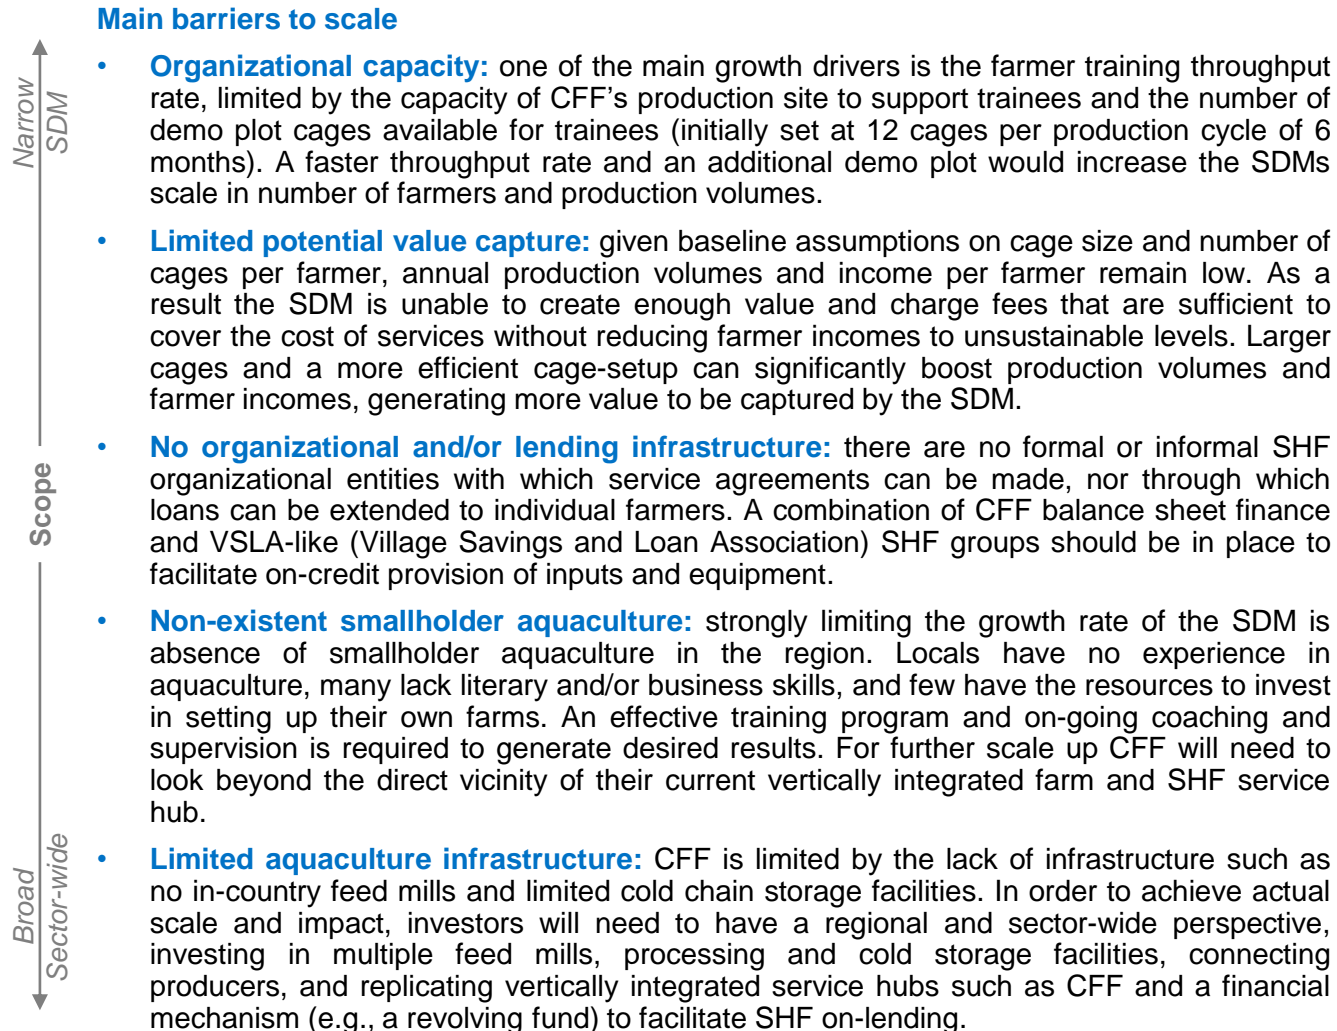 Main barriers to scale
Narrow
SDM
• Organizational capacity: one of the main growth drivers is the farmer training throughput
rate, limited by the capacity of CFF's production site to support trainees and the number of
demo plot cages available for trainees (initially set at 12 cages per production cycle of 6
months). A faster throughput rate and an additional demo plot would increase the SDMs
scale in number of farmers and production volumes.
• Limited potential value capture: given baseline assumptions on cage size and number of
cages per farmer, annual production volumes and income per farmer remain low. As a
result the SDM is unable to create enough value and charge fees that are sufficient to
cover the cost of services without reducing farmer incomes to unsustainable levels. Larger
cages and a more efficient cage-setup can significantly boost production volumes and
farmer incomes, generating more value to be captured by the SDM.
Scope
• No organizational and/or lending infrastructure: there are no formal or informal SHF
organizational entities with which service agreements can be made, nor through which
loans can be extended to individual farmers. A combination of CFF balance sheet finance
and VSLA-like (Village Savings and Loan Association) SHF groups should be in place to
facilitate on-credit provision of inputs and equipment.
• Non-existent smallholder aquaculture: strongly limiting the growth rate of the SDM is
absence of smallholder aquaculture in the region. Locals have no experience in
aquaculture, many lack literary and/or business skills, and few have the resources to invest
in setting up their own farms. An effective training program and on-going coaching and
supervision is required to generate desired results. For further scale up CFF will need to
look beyond the direct vicinity of their current vertically integrated farm and SHF service
hub.
Broad
Sector-wide
• Limited aquaculture infrastructure: CFF is limited by the lack of infrastructure such as
no in-country feed mills and limited cold chain storage facilities. In order to achieve actual
scale and impact, investors will need to have a regional and sector-wide perspective,
investing in multiple feed mills, processing and cold storage facilities, connecting
producers, and replicating vertically integrated service hubs such as CFF and a financial
mechanism (e.g., a revolving fund) to facilitate SHF on-lending.